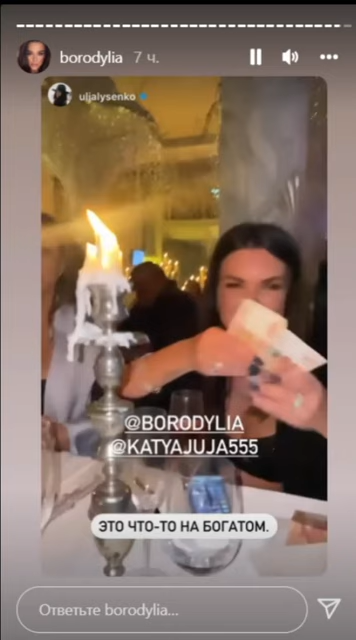 borodylia 7 ч.
uljalysenko
@BORODYLIA
@KATYAJUJA555
ЭТО ЧТО-ТО НА БОГАТОМ.
Ответьте borodylia...